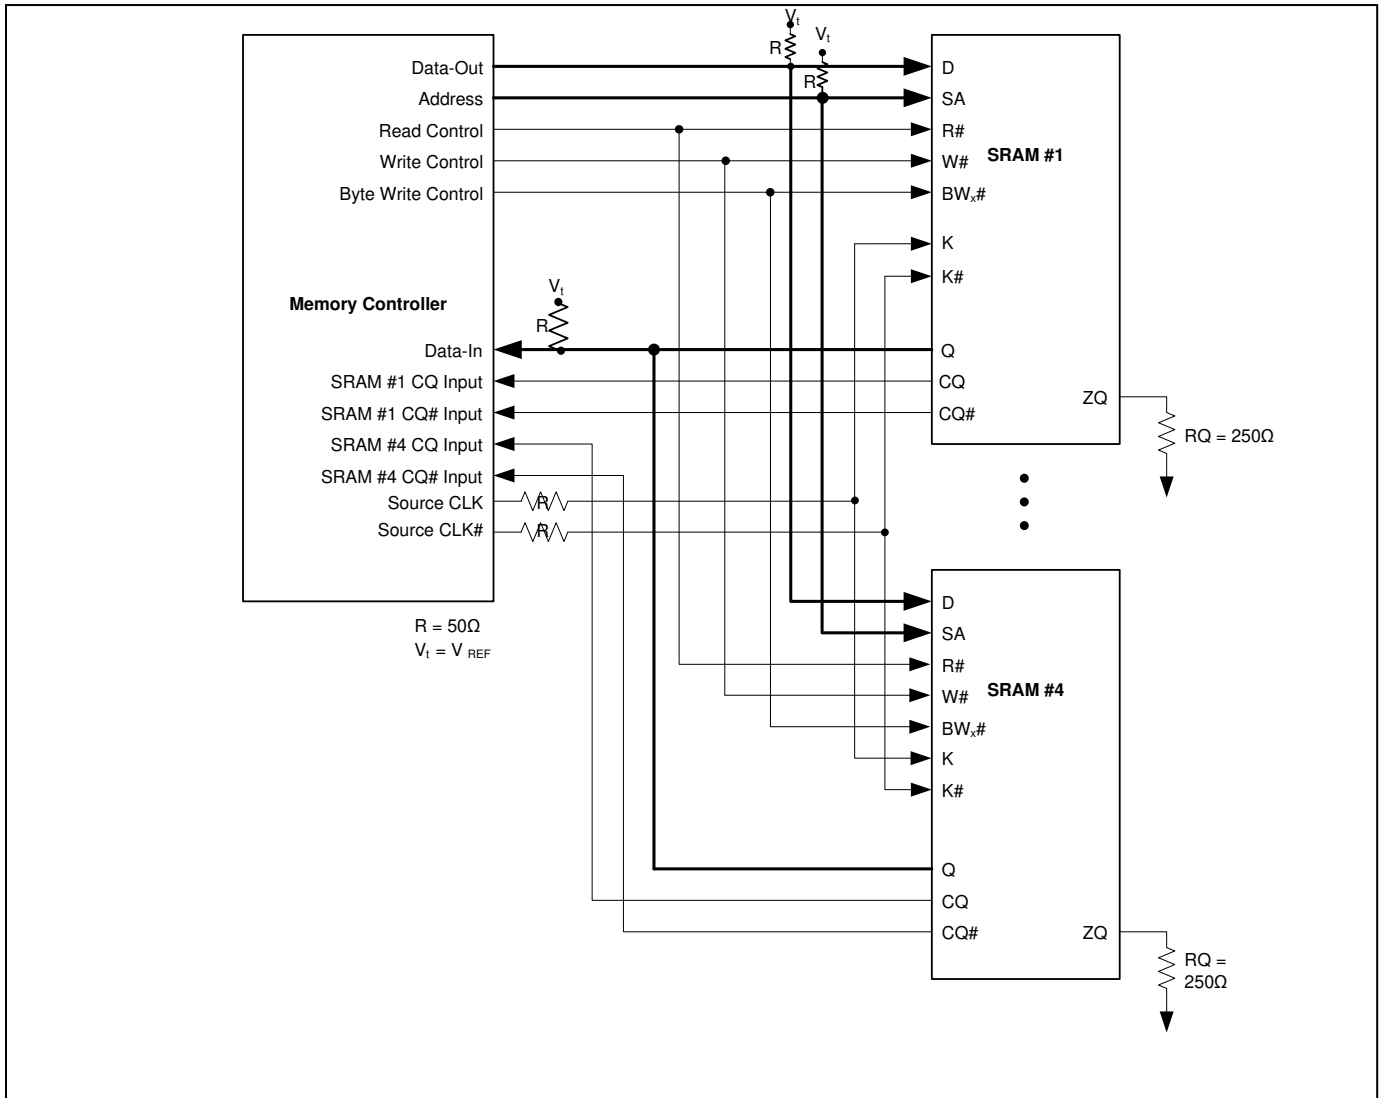 Vt
Vt
R
R
Data-Out
Address
Read Control
Write Control
Byte Write Control
D
SA
R#
W#
BWx#
K
K#
SRAM #1
Memory Controller
Vt
R
Data-In
SRAM #1 CQ Input
SRAM #1 CQ# Input
SRAM #4 CQ Input
SRAM #4 CQ# Input
Source CLK
Source CLK#
R
R
Q
CQ
CQ#
ZQ
RQ = 250Ω
R = 50Ω
Vt = V REF
D
SA
R#
W#
BWx#
K
K#
SRAM #4
Q
CQ
CQ#
ZQ
RQ =
250Ω